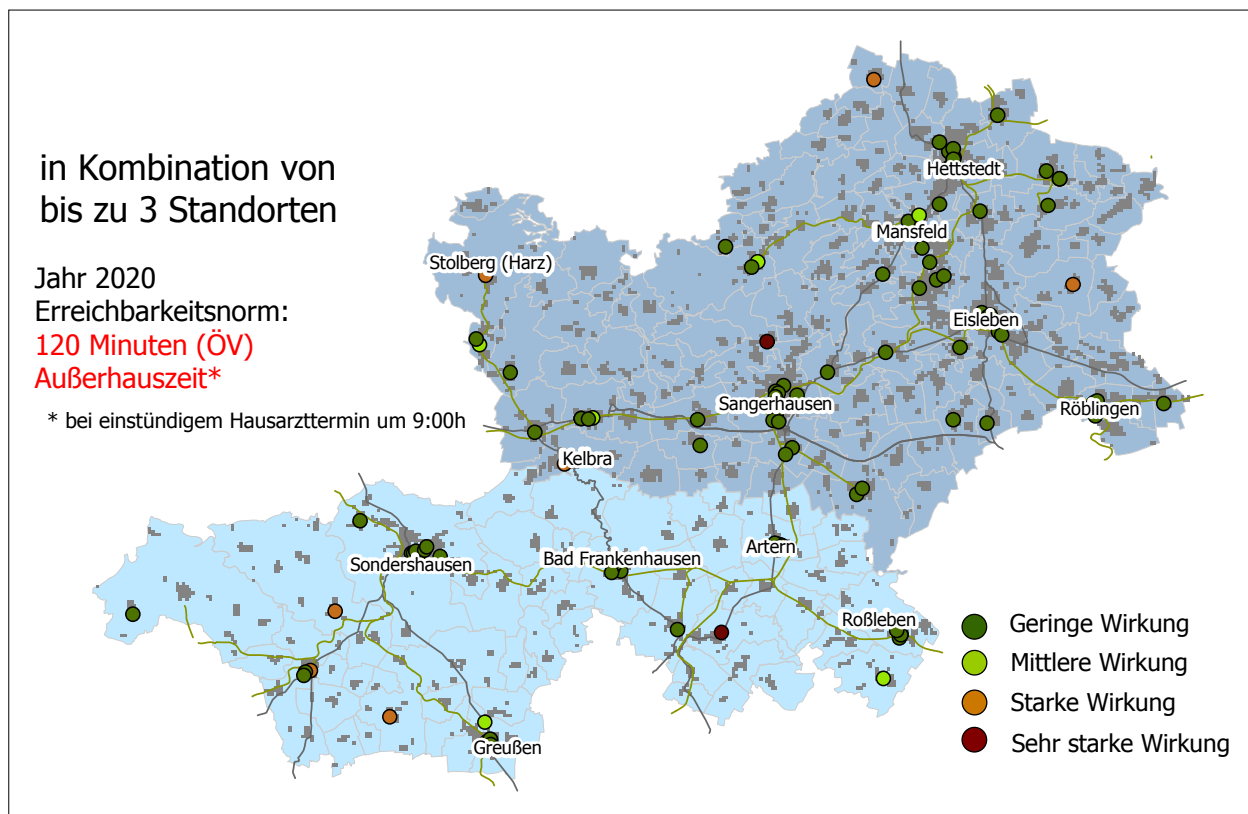 in Kombination von
bis zu 3 Standorten
Jahr 2020
Erreichbarkeitsnorm:
120 Minuten (ÖV)
Außerhauszeit*
* bei einstündigem Hausarzttermin um 9:00h
Hettstedt
Mansfeld
Stolberg (Harz)
Eisleben
Sangerhausen
Röblingen
Kelbra
Artern
Bad Frankenhausen
Sondershausen
Roßleben
Greußen
Geringe Wirkung
Mittlere Wirkung
Starke Wirkung
Sehr starke Wirkung